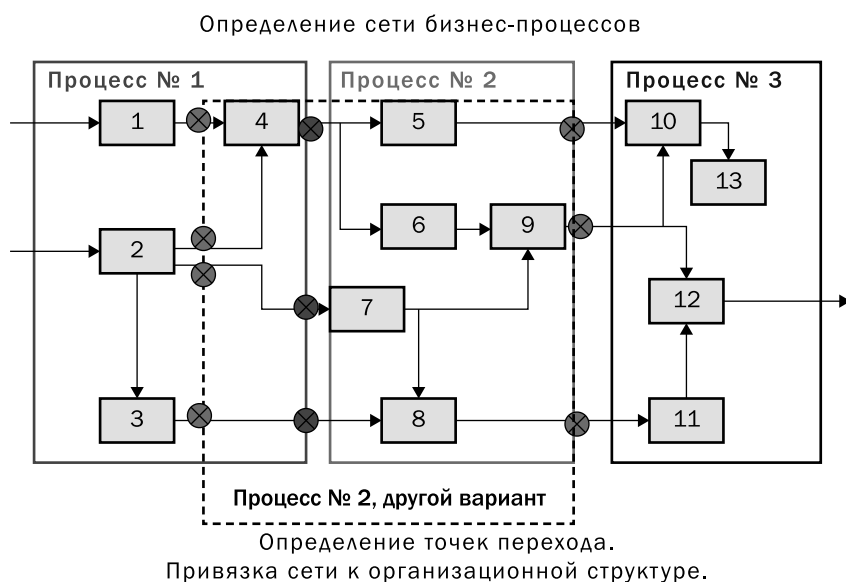 Определение сети бизнес-процессов
Процесс № 1
Процесс № 2
Процесс № 3
1
4
5
10
13
2
6
9
7
12
3
8
11
Процесс № 2, другой вариант
Определение точек перехода.
Привязка сети к организационной структуре.